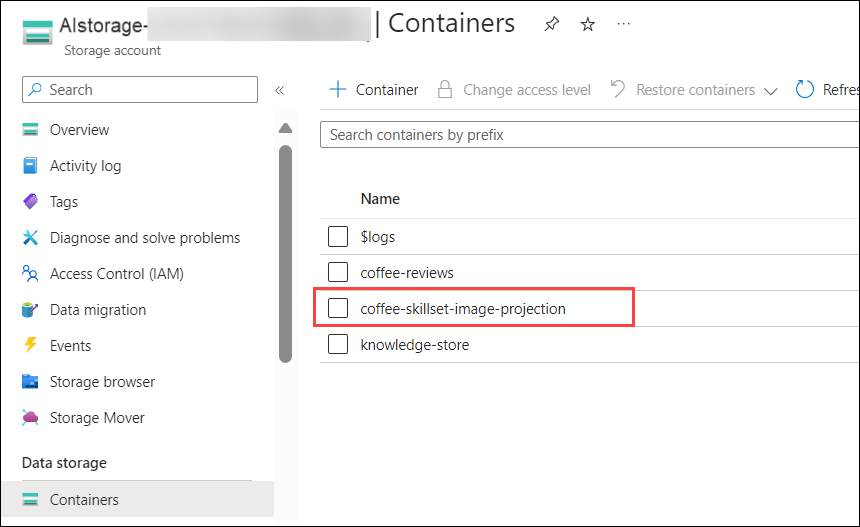 AIstorage- | Containers ...
Storage account
Search «
+ Container Change access level Restore containers Refres
Search containers by prefix
Overview
Activity log
Tags
Diagnose and solve problems
Access Control (IAM)
Data migration
Events
Storage browser
Storage Mover
Data storage
Containers
Name
$logs
coffee-reviews
coffee-skillset-image-projection
knowledge-store